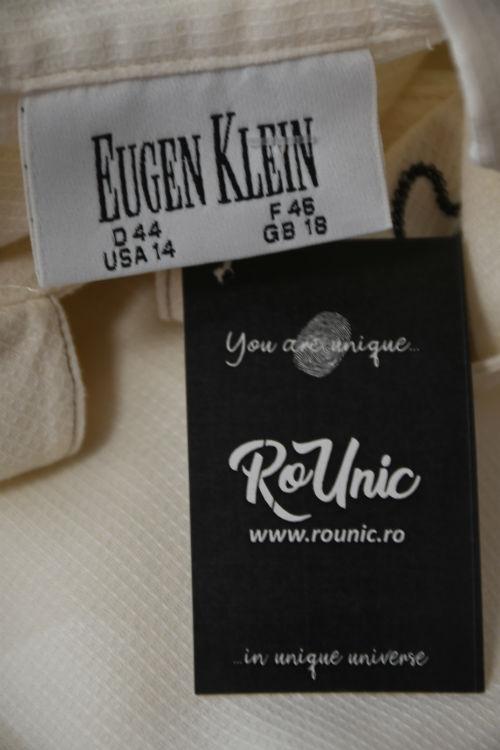 EUGEN KLEIN
D 44 F 46
USA 14 GB 18
You are unique...
RoUnic
www.rounic.ro
...in unique universe